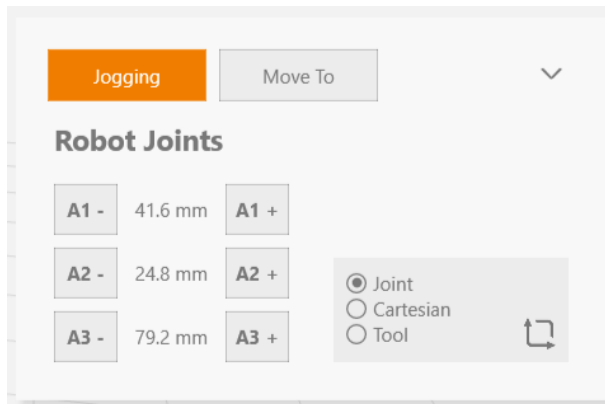 Jogging Move To
Robot Joints
A1 - 41.6 mm A1 +
A2 - 24.8 mm A2 +
A3 - 79.2 mm A3 +
Joint
Cartesian
Tool